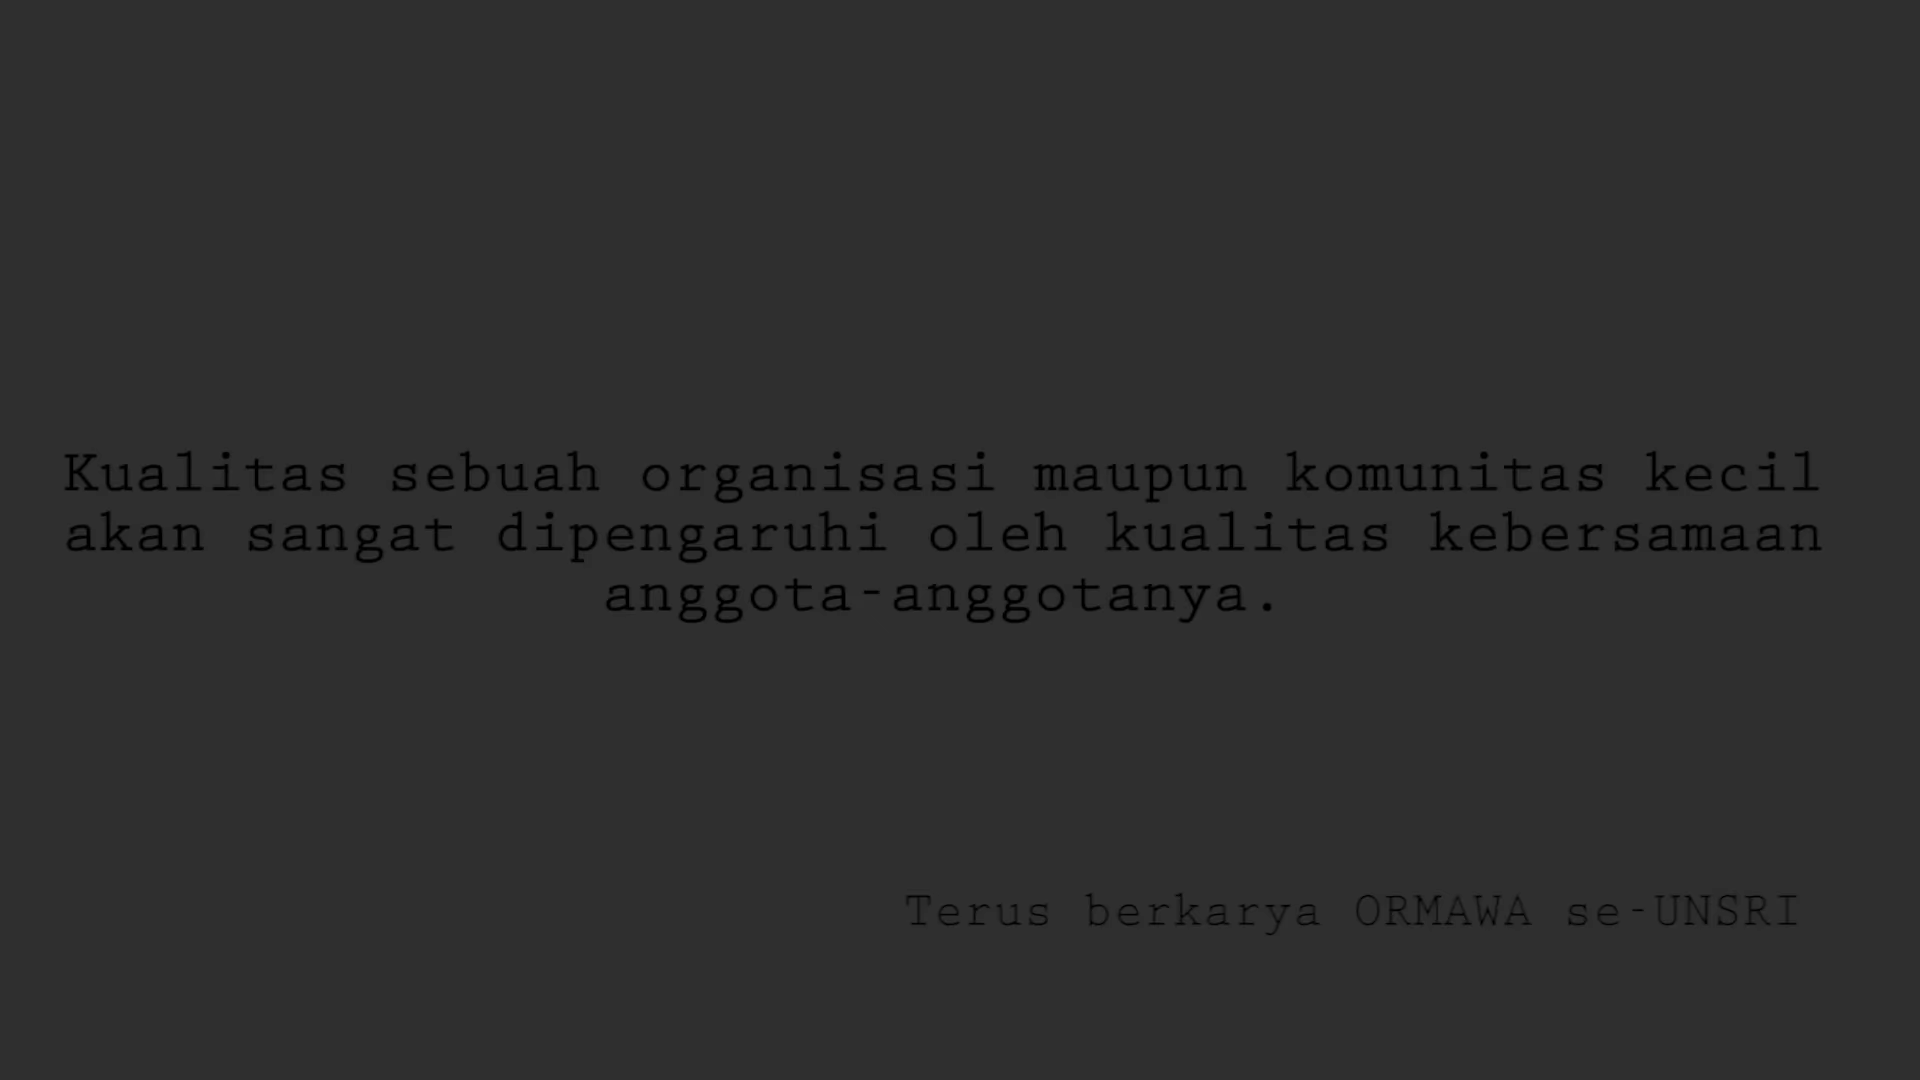 Kualitas sebuah organisasi maupun komunitas kecil
akan sangat dipengaruhi oleh kualitas kebersamaan
anggota-anggotanya.
Terus berkarya ORMAWA se-UNSRI